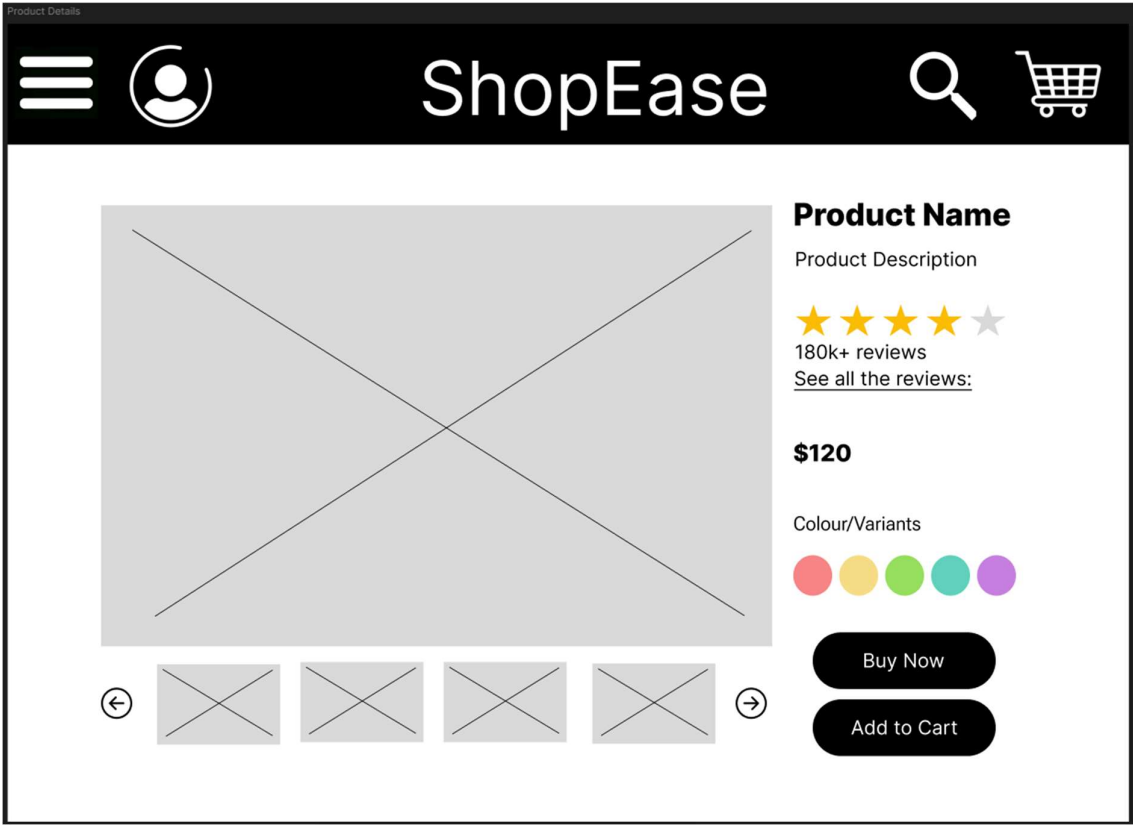 Product Details
ShopEase
Product Name
Product Description
180k+ reviews
See all the reviews:
$120
Colour/Variants
Buy Now
Add to Cart